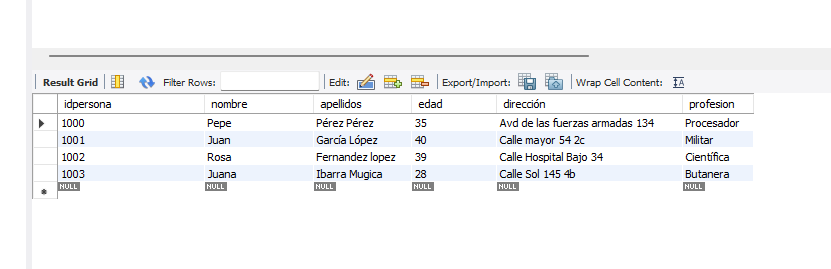 Result Grid Filter Rows: Edit: Export/Import: Wrap Cell Content:
idpersona nombre apellidos edad dirección profesion
1000 Pepe Pérez Pérez 35 Avd de las fuerzas armadas 134 Procesador
1001 Juan García López 40 Calle mayor 54 2c Militar
1002 Rosa Fernandez lopez 39 Calle Hospital Bajo 34 Científica
1003 Juana Ibarra Mugica 28 Calle Sol 145 4b Butanera
NULL NULL NULL NULL NULL NULL